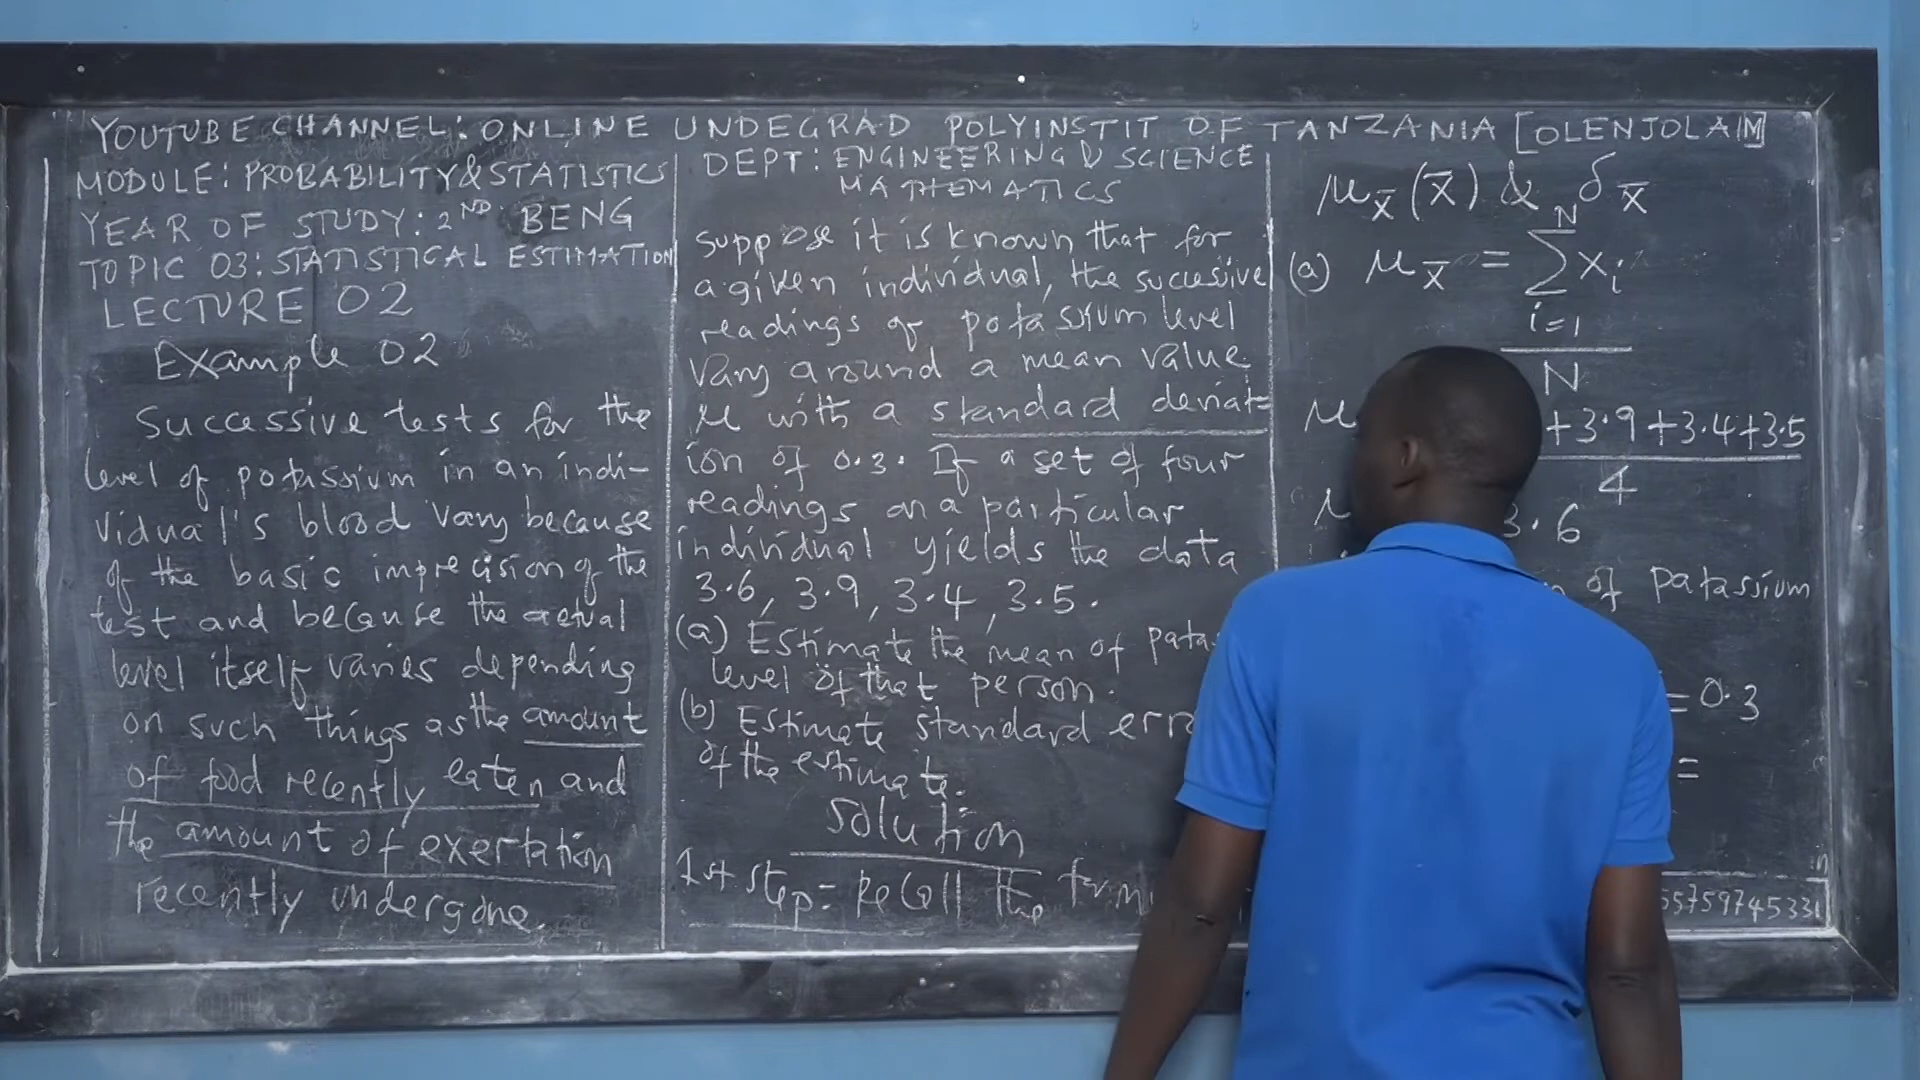 YOUTUBE CHANNEL: ONLINE UNDEGRAD POLYINSTIT OF TANZANIA [OLENJOLAIM]
MODULE: PROBABILITY & STATISTICS
YEAR OF STUDY: 2ND BENG
TOPIC 03: STATISTICAL ESTIMATION
LECTURE 02
Example 02
Successive tests for the
level of potassium in an indi-
vidual's blood vary because
of the basic imprecision of the
test and because the actual
level itself varies depending
on such things as the amount
of food recently eaten and
the amount of exertation
recently undergone.
DEPT: ENGINEERING & SCIENCE
MATHEMATICS
Suppose it is known that for
a given individual, the succesive
readings of potassium level
vary around a mean value
μ with a standard deviat=
ion of 0.3. If a set of four
readings on a particular
individual yields the data
3.6, 3.9, 3.4, 3.5.
(a) Estimate the mean of
level of that person.
(b) Estimate standard
of the estimate.
Solution
1st step: Recall the
μx̄ (x̄) & δx̄
(a) μx̄ = N∑i=1 xi
N
μ +3.9+3.4+3.5
4
3.6
of patassium
= 0.3
=
5575974533